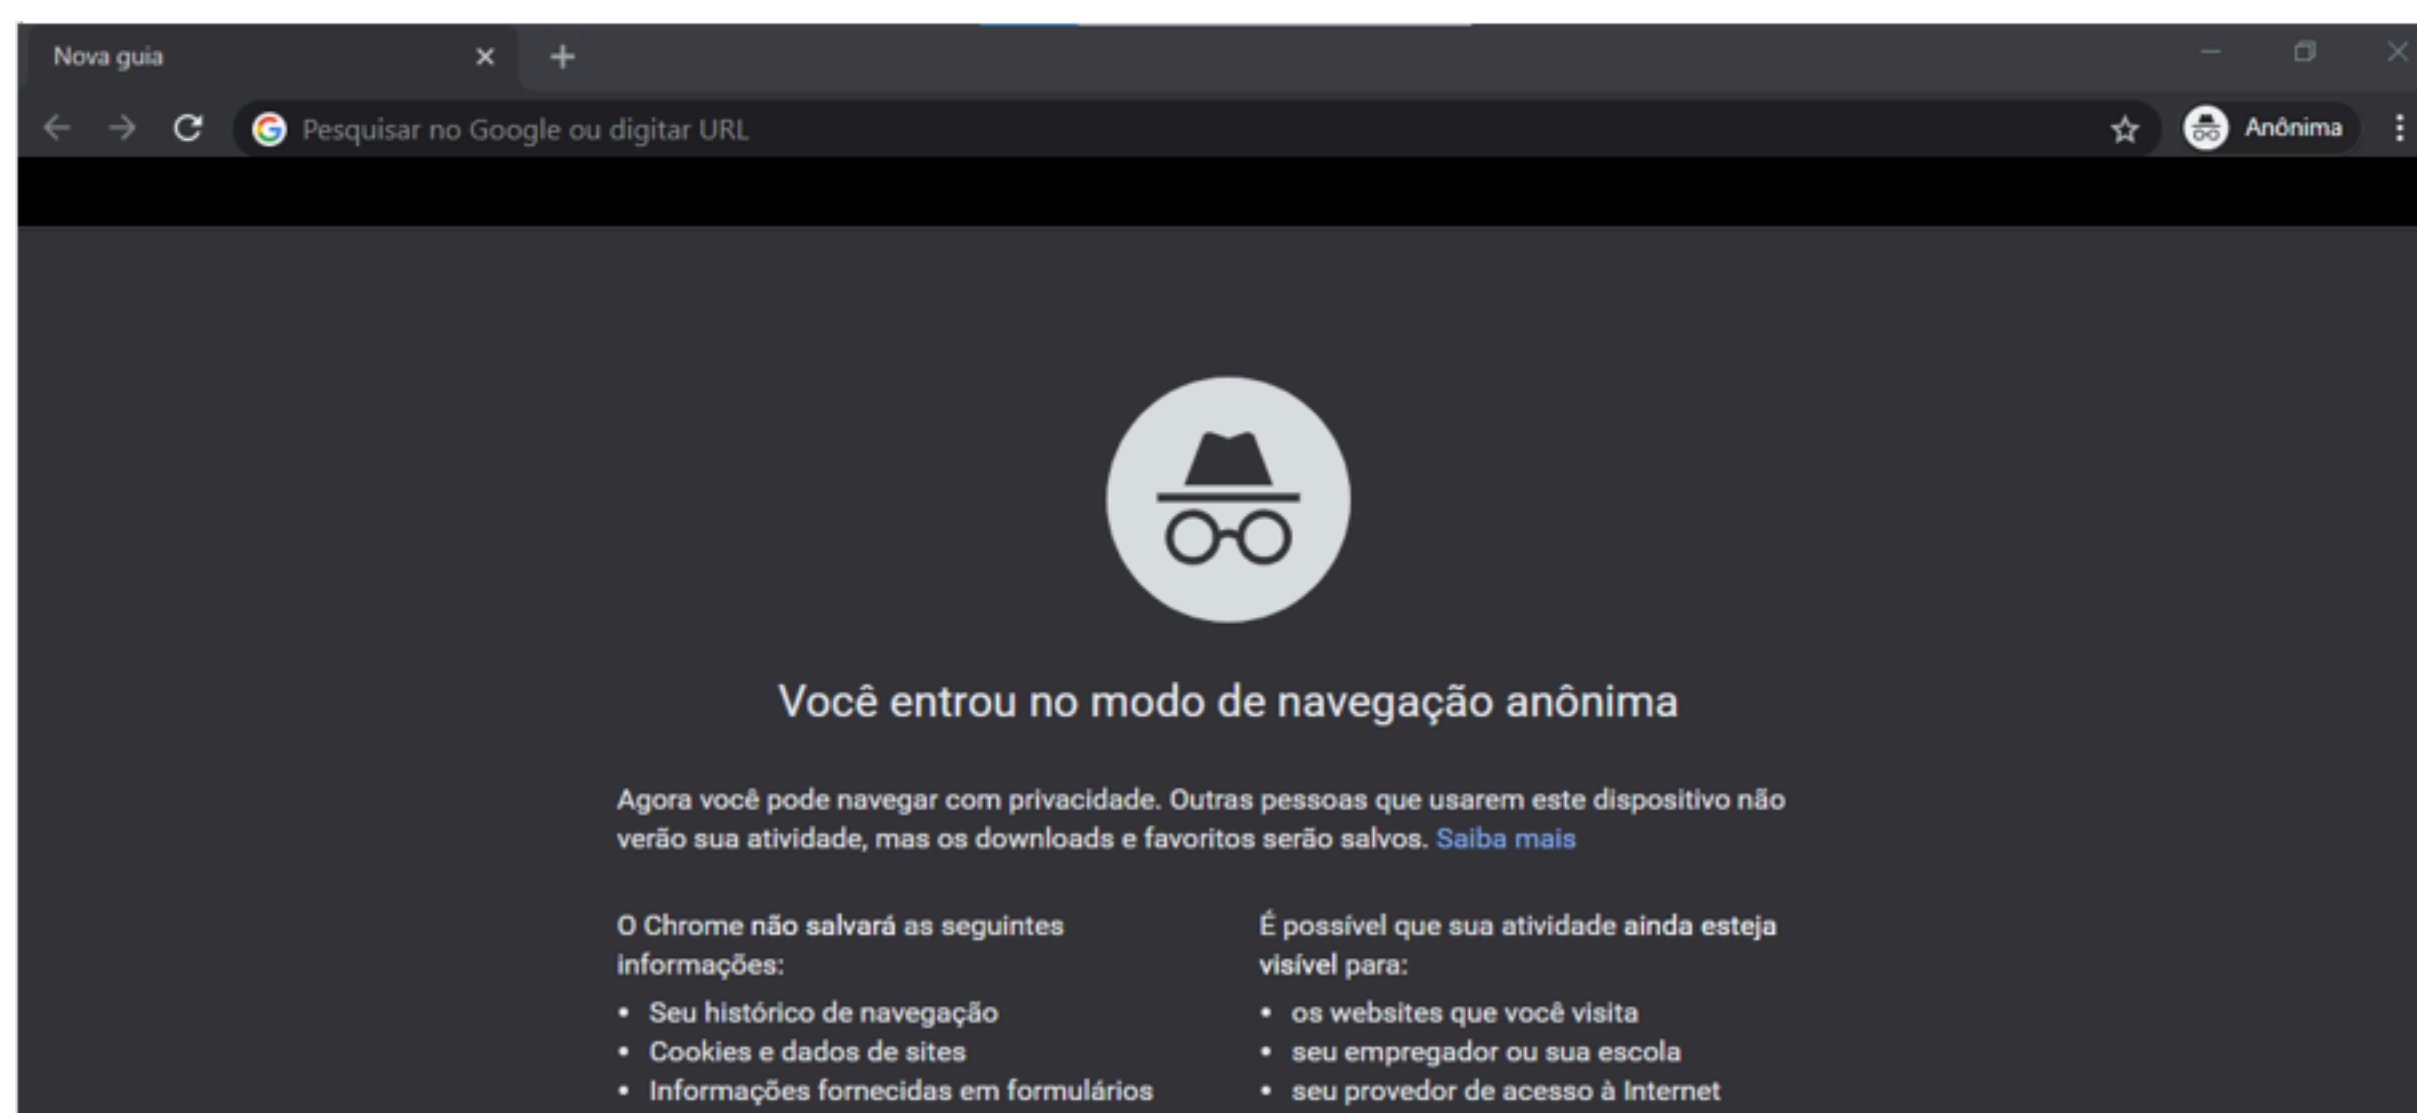 Nova guia
Pesquisar no Google ou digitar URL
Anônima
Você entrou no modo de navegação anônima
Agora você pode navegar com privacidade. Outras pessoas que usarem este dispositivo não
verão sua atividade, mas os downloads e favoritos serão salvos. Saiba mais
O Chrome não salvará as seguintes
informações:
• Seu histórico de navegação
• Cookies e dados de sites
• Informações fornecidas em formulários
É possível que sua atividade ainda esteja
visível para:
• os websites que você visita
• seu empregador ou sua escola
• seu provedor de acesso à Internet